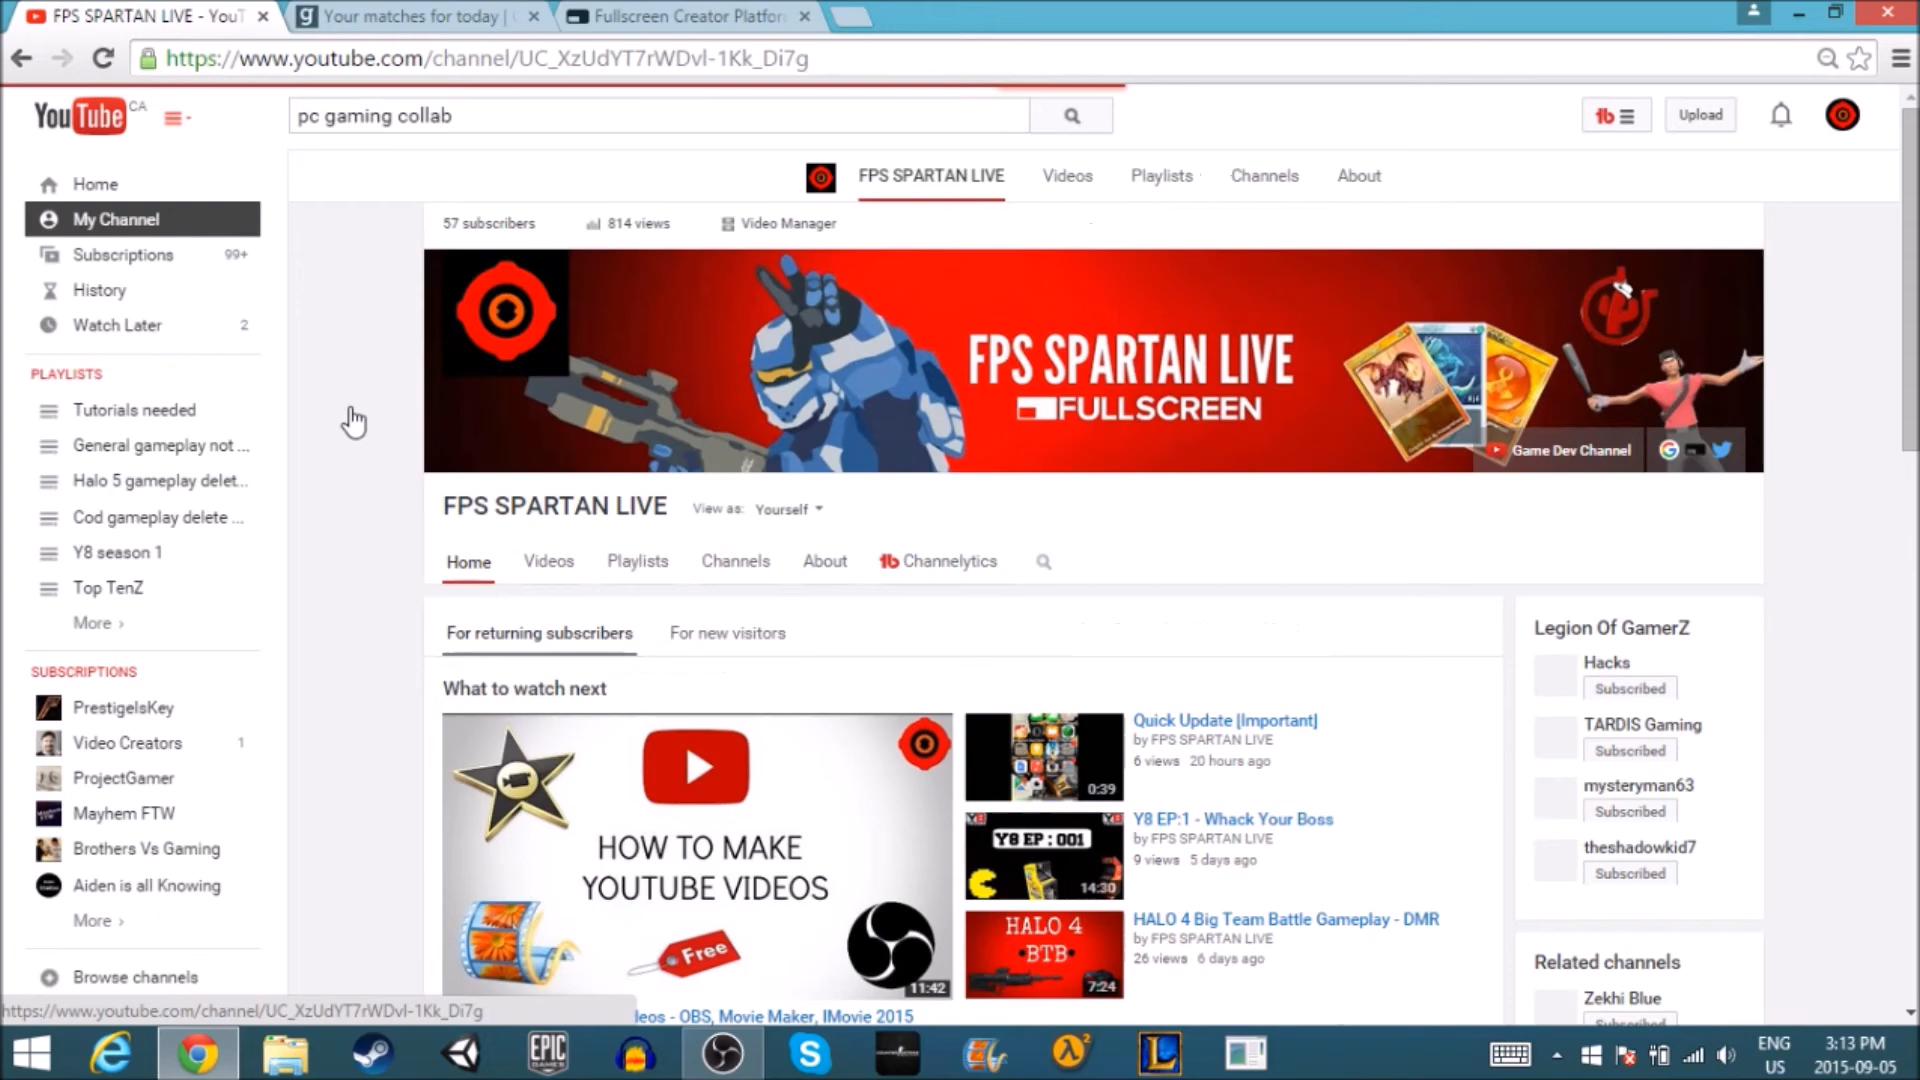 FPS SPARTAN LIVE - YouT
Your matches for today |
Fullscreen Creator Platfor
https://www.youtube.com/channel/UC_XzUdYT7rWDvl-1Kk_Di7g
YouTube CA
pc gaming collab
Upload
FPS SPARTAN LIVE
Videos
Playlists
Channels
About
Home
My Channel
Subscriptions 99+
History
Watch Later 2
PLAYLISTS
Tutorials needed
General gameplay not ...
Halo 5 gameplay delet...
Cod gameplay delete ...
Y8 season 1
Top TenZ
More ›
SUBSCRIPTIONS
PrestigeIsKey
Video Creators 1
ProjectGamer
Mayhem FTW
Brothers Vs Gaming
Aiden is all Knowing
More ›
Browse channels
https://www.youtube.com/channel/UC_XzUdYT7rWDvl-1Kk_Di7g
57 subscribers
814 views
Video Manager
FPS SPARTAN LIVE
FULLSCREEN
Game Dev Channel
FPS SPARTAN LIVE
View as: Yourself
Home
Videos
Playlists
Channels
About
Channelytics
For returning subscribers
For new visitors
What to watch next
HOW TO MAKE
YOUTUBE VIDEOS
Free
11:42
leos - OBS, Movie Maker, IMovie 2015
0:39
Quick Update [Important]
by FPS SPARTAN LIVE
6 views 20 hours ago
Y8 EP : 001
14:30
Y8 EP:1 - Whack Your Boss
by FPS SPARTAN LIVE
9 views 5 days ago
HALO 4
•BTB•
7:24
HALO 4 Big Team Battle Gameplay - DMR
by FPS SPARTAN LIVE
26 views 6 days ago
Legion Of GamerZ
Hacks
Subscribed
TARDIS Gaming
Subscribed
mysteryman63
Subscribed
theshadowkid7
Subscribed
Related channels
Zekhi Blue
Subscribed
EPIC
GAMES
ENG
US
3:13 PM
2015-09-05